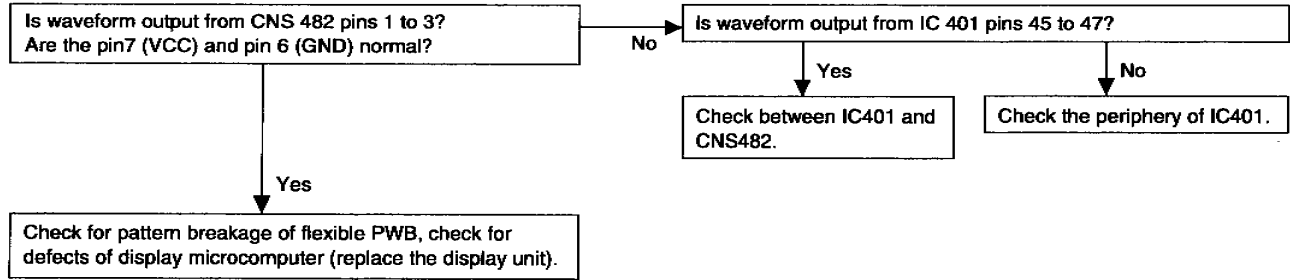 Is waveform output from CNS 482 pins 1 to 3?
Are the pin7 (VCC) and pin 6 (GND) normal?
No
Is waveform output from IC 401 pins 45 to 47?
Yes
No
Check between IC401 and
CNS482.
Check the periphery of IC401.
Yes
Check for pattern breakage of flexible PWB, check for
defects of display microcomputer (replace the display unit).